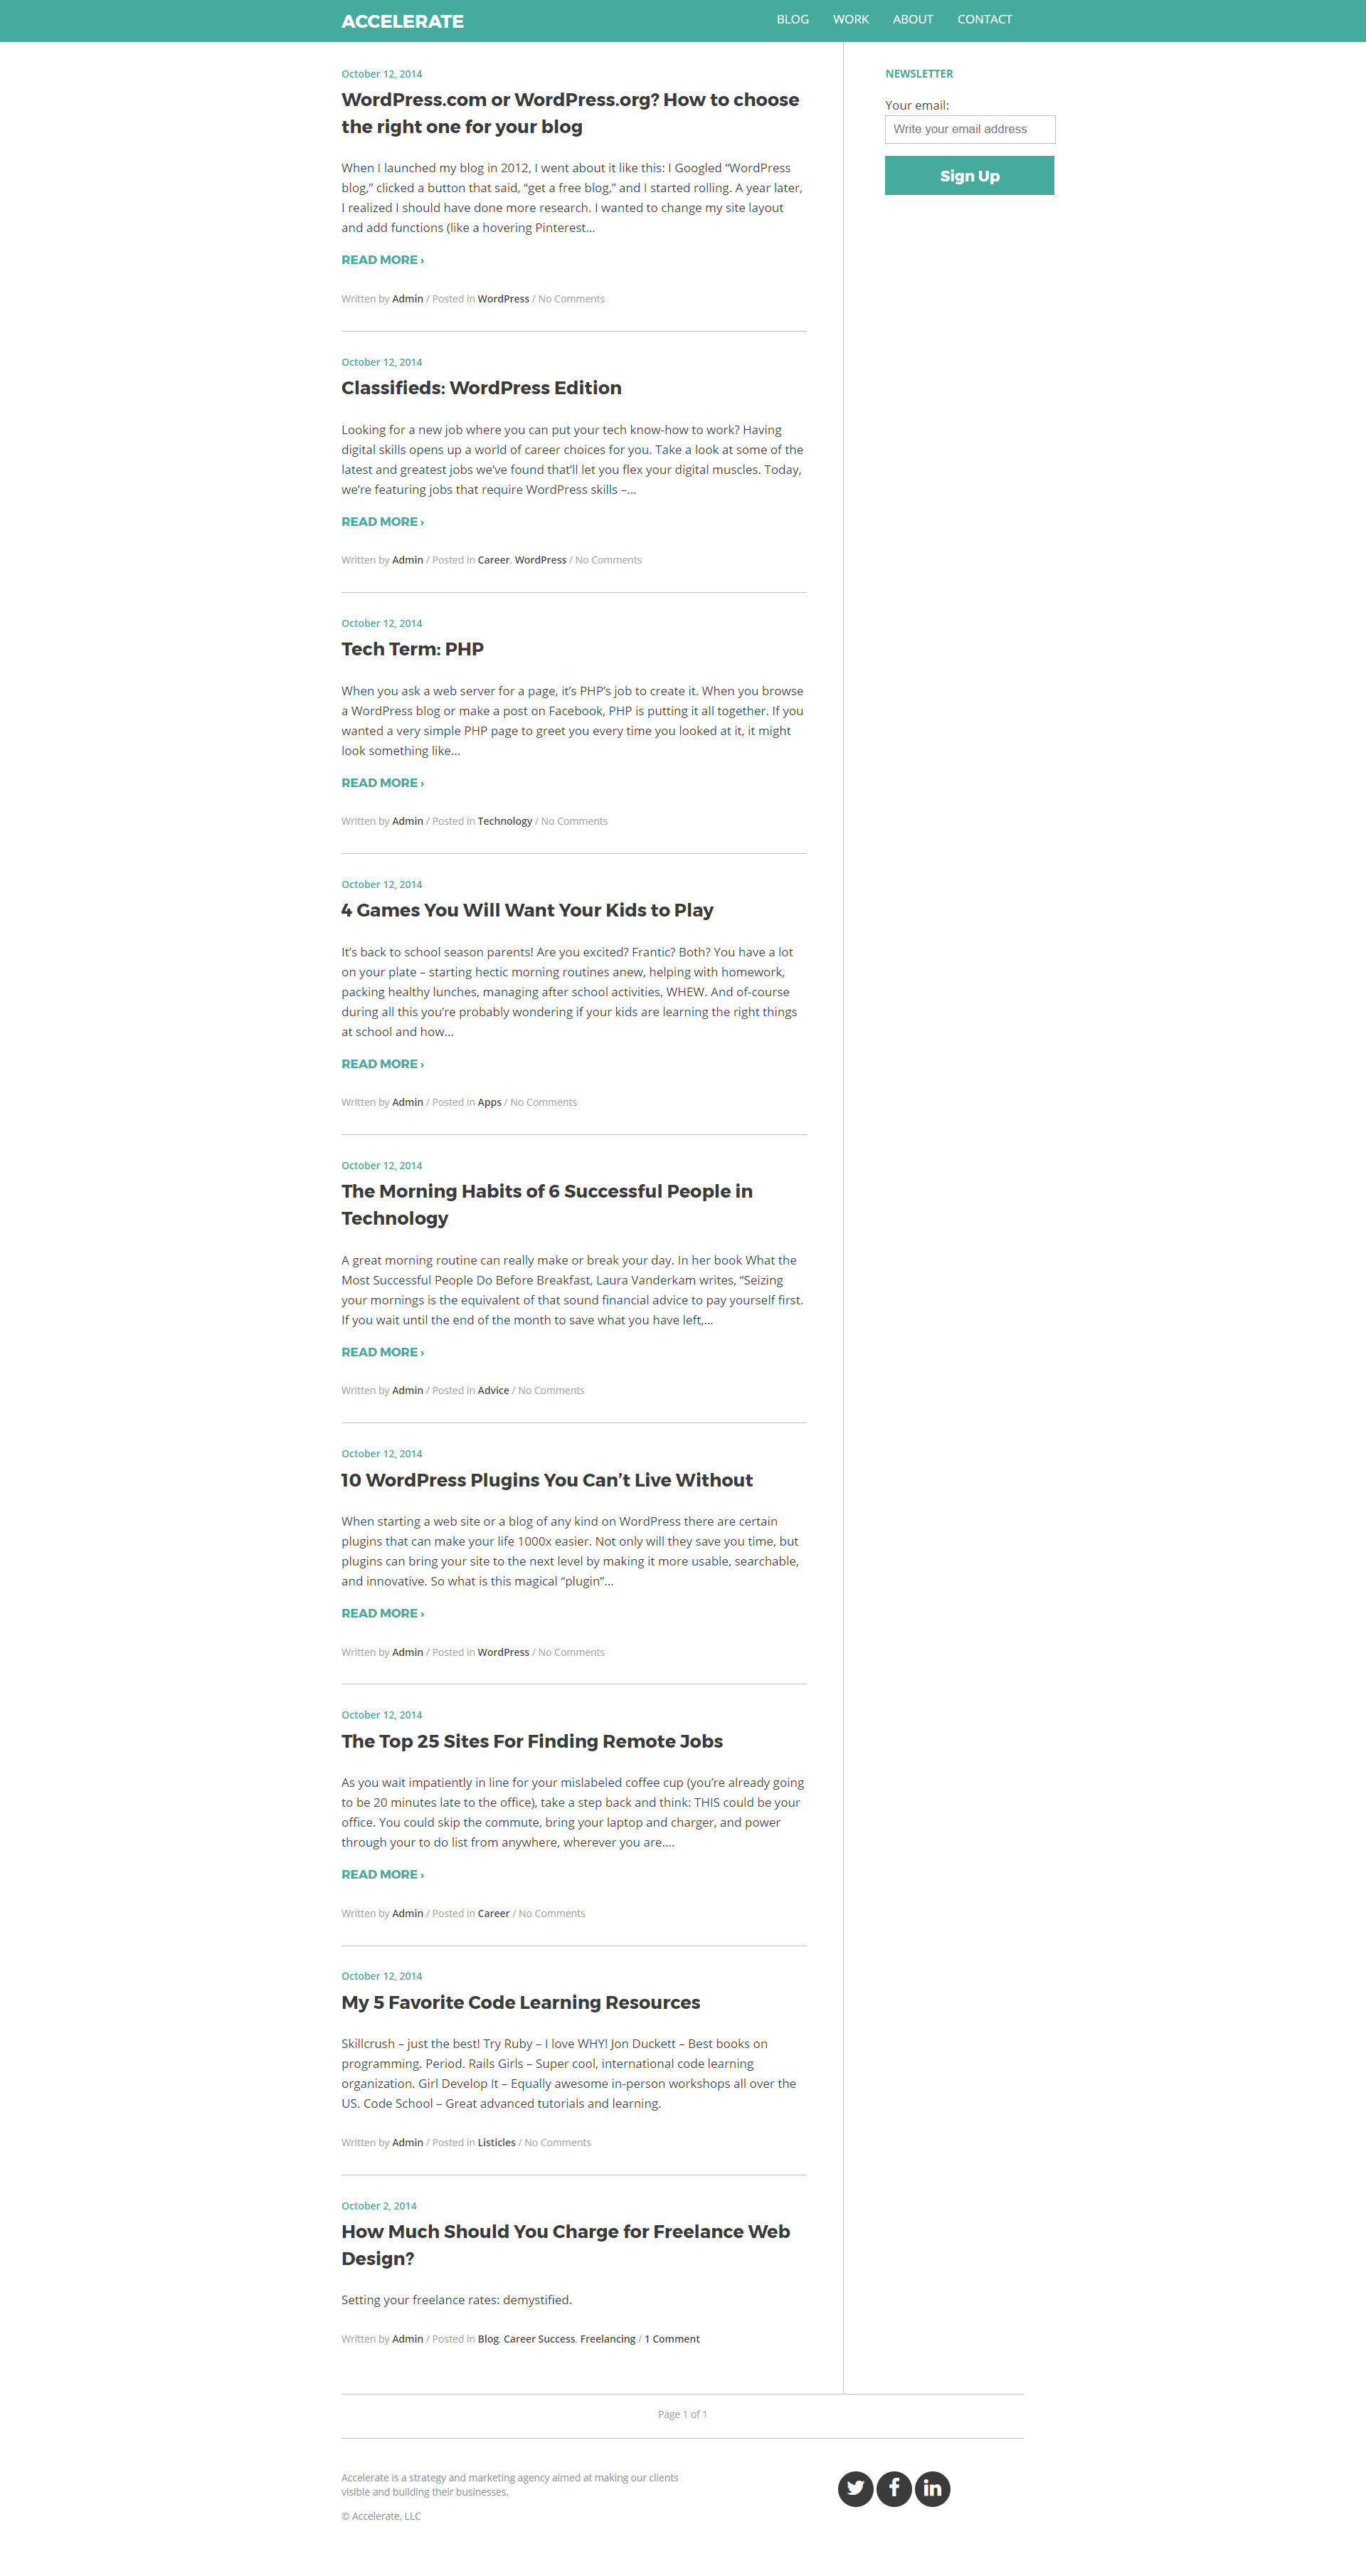 ACCELERATE
BLOG WORK ABOUT CONTACT
October 12, 2014
WordPress.com or WordPress.org? How to choose
the right one for your blog
When I launched my blog in 2012, I went about it like this: I Googled “WordPress
blog,” clicked a button that said, “get a free blog,” and I started rolling. A year later,
I realized I should have done more research. I wanted to change my site layout
and add functions (like a hovering Pinterest...
READ MORE ›
Written by Admin / Posted in WordPress / No Comments
October 12, 2014
Classifieds: WordPress Edition
Looking for a new job where you can put your tech know-how to work? Having
digital skills opens up a world of career choices for you. Take a look at some of the
latest and greatest jobs we’ve found that’ll let you flex your digital muscles. Today,
we’re featuring jobs that require WordPress skills –...
READ MORE ›
Written by Admin / Posted in Career, WordPress / No Comments
October 12, 2014
Tech Term: PHP
When you ask a web server for a page, it’s PHP’s job to create it. When you browse
a WordPress blog or make a post on Facebook, PHP is putting it all together. If you
wanted a very simple PHP page to greet you every time you looked at it, it might
look something like...
READ MORE ›
Written by Admin / Posted in Technology / No Comments
October 12, 2014
4 Games You Will Want Your Kids to Play
It’s back to school season parents! Are you excited? Frantic? Both? You have a lot
on your plate – starting hectic morning routines anew, helping with homework,
packing healthy lunches, managing after school activities, WHEW. And of-course
during all this you’re probably wondering if your kids are learning the right things
at school and how...
READ MORE ›
Written by Admin / Posted in Apps / No Comments
October 12, 2014
The Morning Habits of 6 Successful People in
Technology
A great morning routine can really make or break your day. In her book What the
Most Successful People Do Before Breakfast, Laura Vanderkam writes, “Seizing
your mornings is the equivalent of that sound financial advice to pay yourself first.
If you wait until the end of the month to save what you have left,...
READ MORE ›
Written by Admin / Posted in Advice / No Comments
October 12, 2014
10 WordPress Plugins You Can’t Live Without
When starting a web site or a blog of any kind on WordPress there are certain
plugins that can make your life 1000x easier. Not only will they save you time, but
plugins can bring your site to the next level by making it more usable, searchable,
and innovative. So what is this magical “plugin”...
READ MORE ›
Written by Admin / Posted in WordPress / No Comments
October 12, 2014
The Top 25 Sites For Finding Remote Jobs
As you wait impatiently in line for your mislabeled coffee cup (you’re already going
to be 20 minutes late to the office), take a step back and think: THIS could be your
office. You could skip the commute, bring your laptop and charger, and power
through your to do list from anywhere, wherever you are....
READ MORE ›
Written by Admin / Posted in Career / No Comments
October 12, 2014
My 5 Favorite Code Learning Resources
Skillcrush – just the best! Try Ruby – I love WHY! Jon Duckett – Best books on
programming. Period. Rails Girls – Super cool, international code learning
organization. Girl Develop It – Equally awesome in-person workshops all over the
US. Code School – Great advanced tutorials and learning.
Written by Admin / Posted in Listicles / No Comments
October 2, 2014
How Much Should You Charge for Freelance Web
Design?
Setting your freelance rates: demystified.
Written by Admin / Posted in Blog, Career Success, Freelancing / 1 Comment
NEWSLETTER
Your email:
Write your email address
Sign Up
Page 1 of 1
Accelerate is a strategy and marketing agency aimed at making our clients
visible and building their businesses.
© Accelerate, LLC